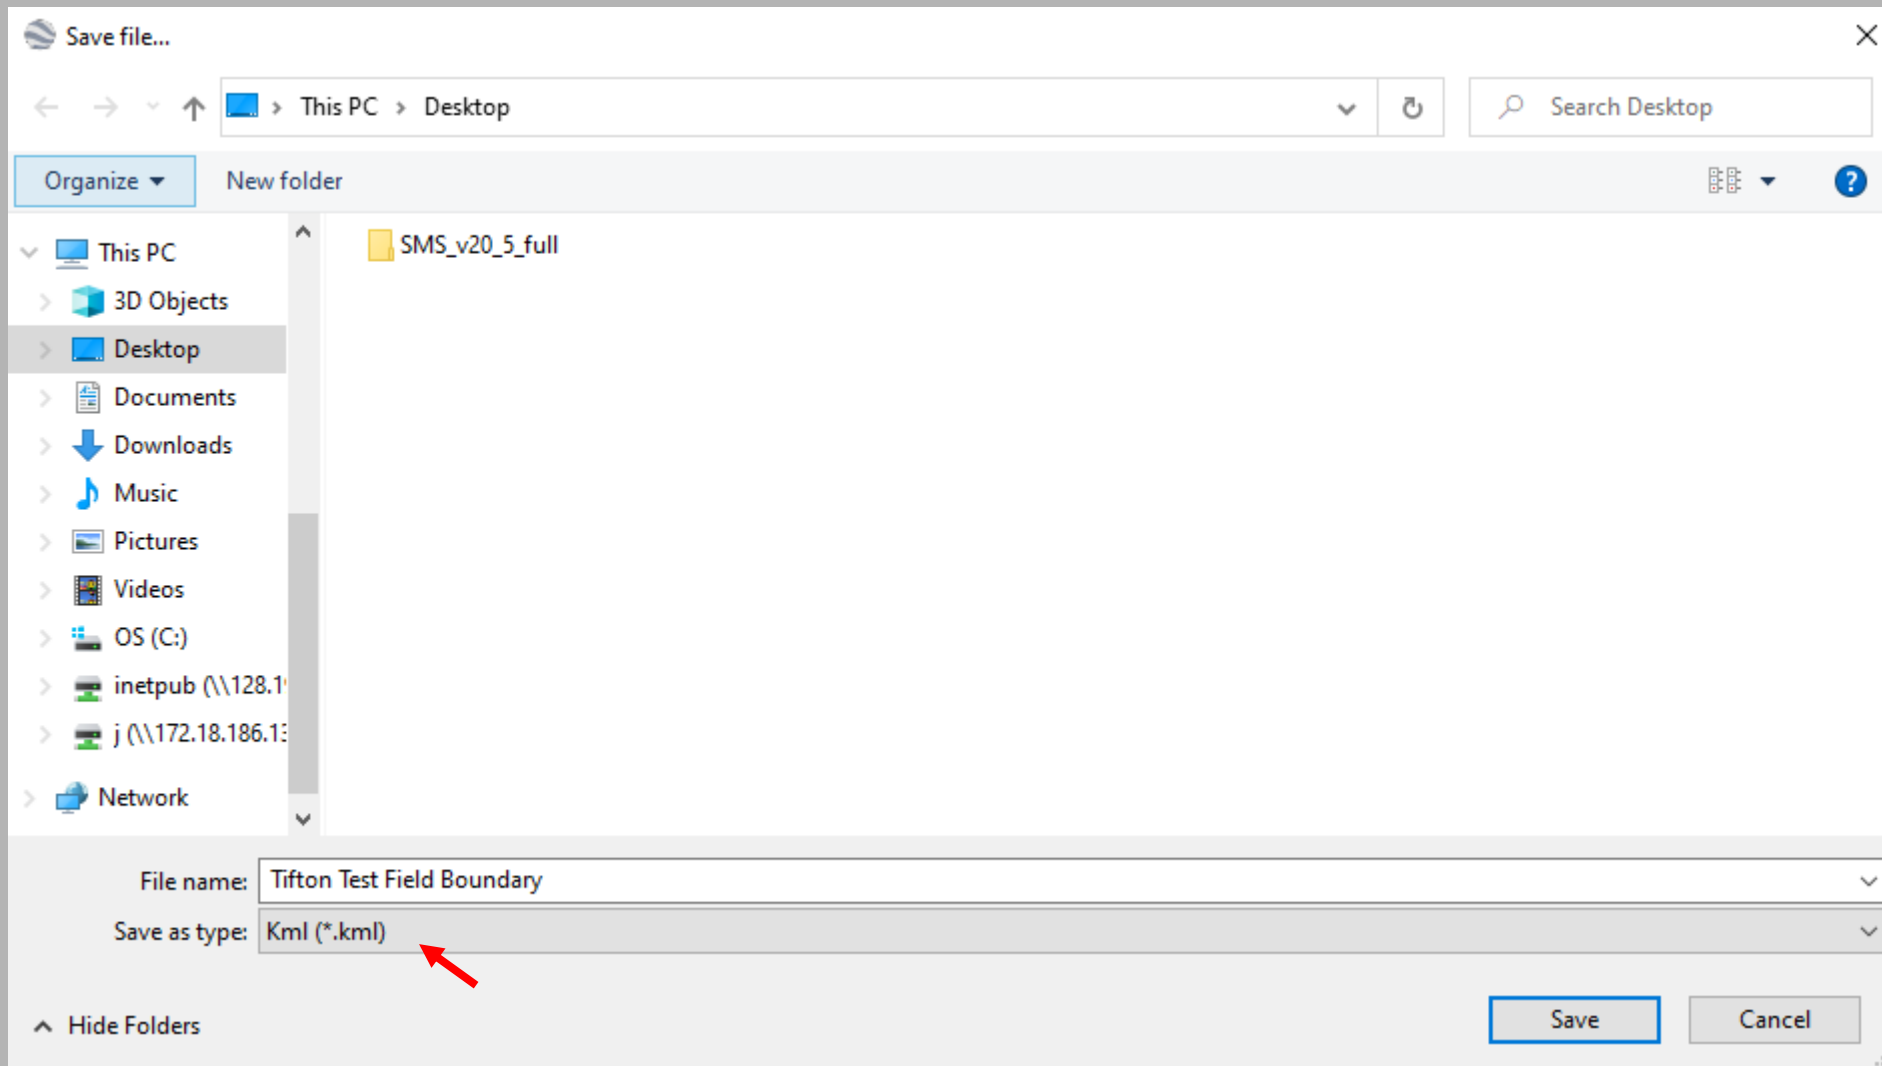 Save file...
This PC > Desktop
Search Desktop
Organize
New folder
?
This PC
SMS_v20_5_full
3D Objects
Desktop
Documents
Downloads
Music
Pictures
Videos
OS (C:)
inetpub (\\128.1
j (\\172.18.186.1
Network
File name: Tifton Test Field Boundary
Save as type: Kml (*.kml)
Hide Folders
Save
Cancel